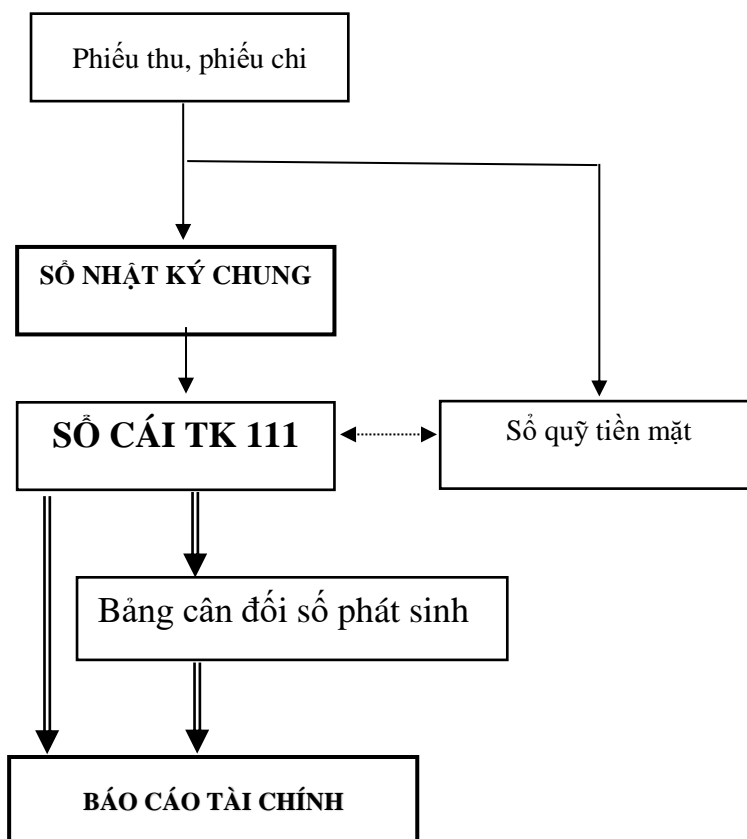 Phiếu thu, phiếu chi
SỔ NHẬT KÝ CHUNG
SỔ CÁI TK 111
Sổ quỹ tiền mặt
Bảng cân đối số phát sinh
BÁO CÁO TÀI CHÍNH